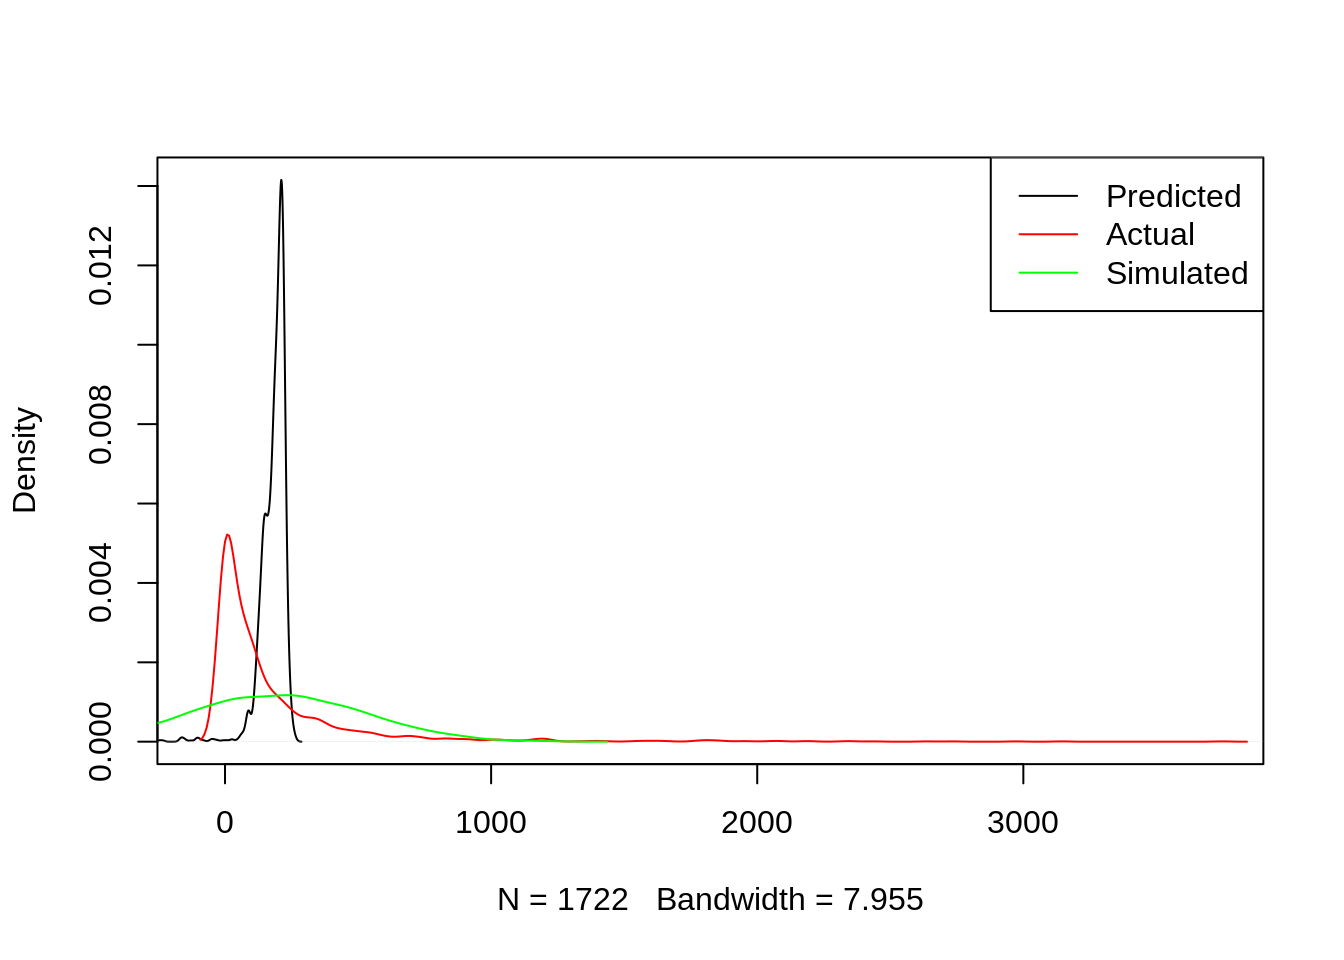 Predicted
Actual
Simulated
Density
0.000
0.004
0.008
0.012
0
1000
2000
3000
N = 1722   Bandwidth = 7.955